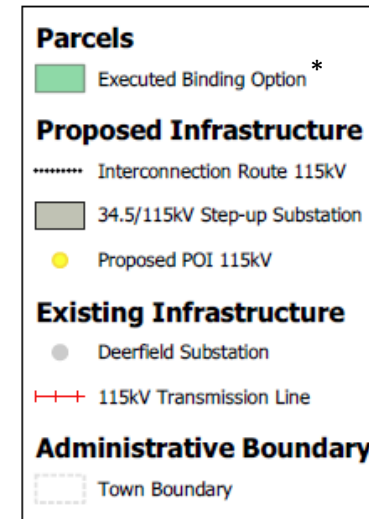 Parcels
Executed Binding Option *
Proposed Infrastructure
Interconnection Route 115kV
34.5/115kV Step-up Substation
Proposed POI 115kV
Existing Infrastructure
Deerfield Substation
115kV Transmission Line
Administrative Boundary
Town Boundary